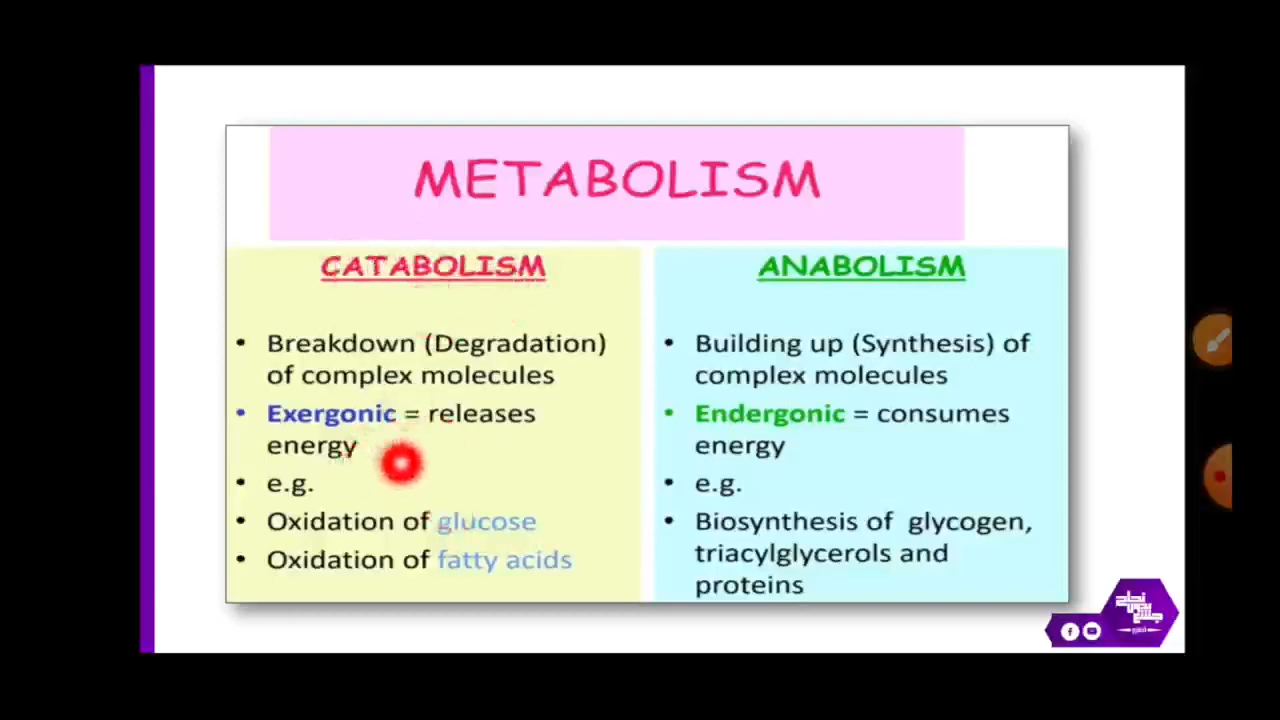 METABOLISM
CATABOLISM
• Breakdown (Degradation)
of complex molecules
• Exergonic = releases
energy
• e.g.
• Oxidation of glucose
• Oxidation of fatty acids
ANABOLISM
• Building up (Synthesis) of
complex molecules
• Endergonic = consumes
energy
• e.g.
• Biosynthesis of glycogen,
triacylglycerols and
proteins